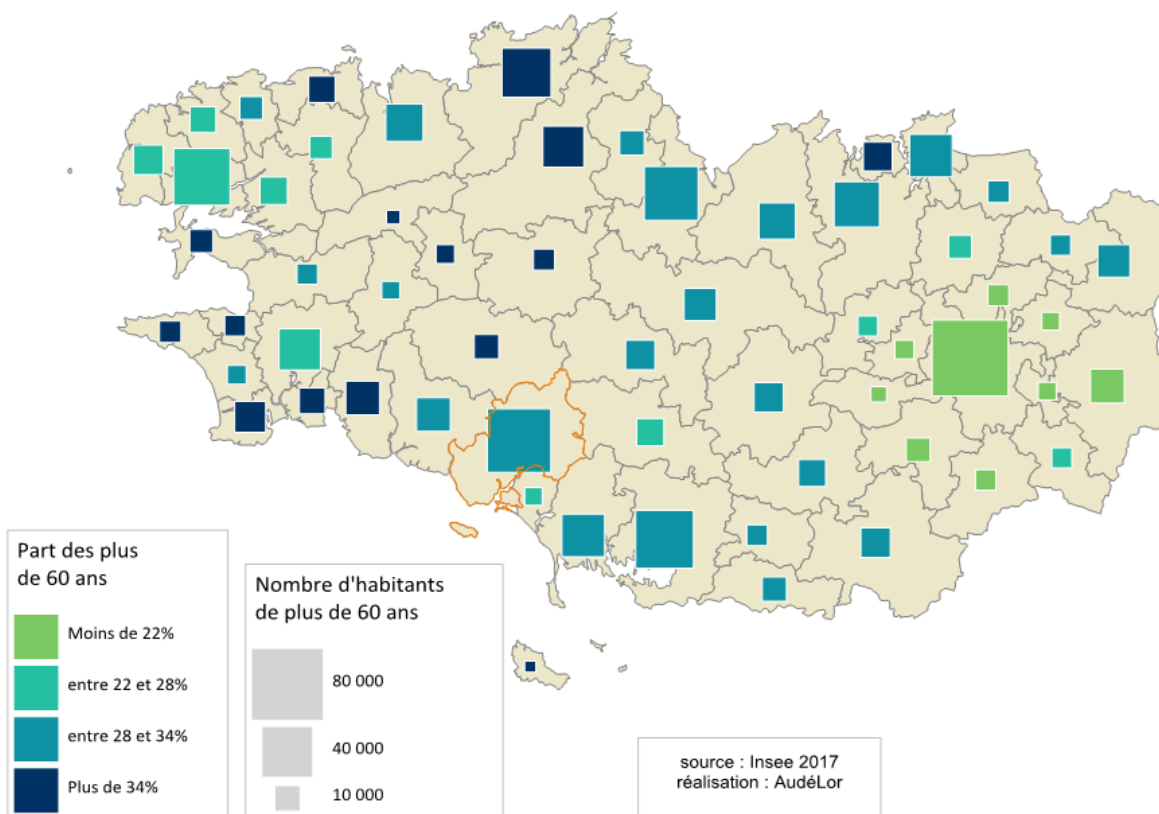 Part des plus
de 60 ans
Moins de 22%
entre 22 et 28%
entre 28 et 34%
Plus de 34%
Nombre d'habitants
de plus de 60 ans
80 000
40 000
10 000
source : Insee 2017
réalisation : AudéLor